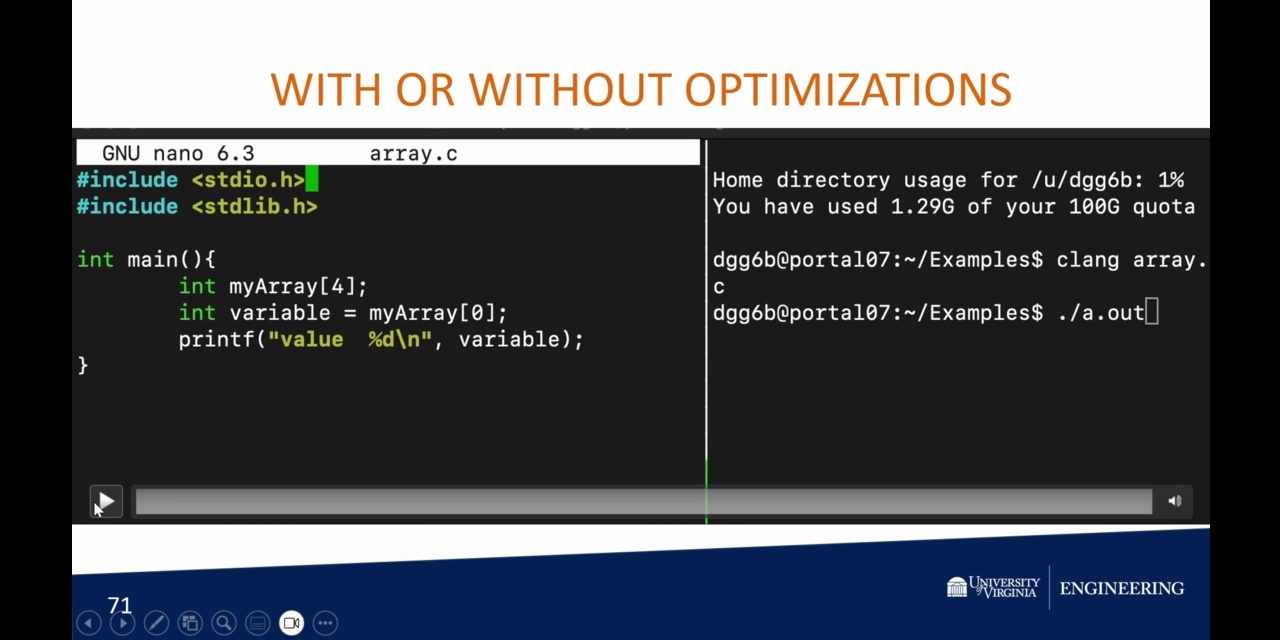 WITH OR WITHOUT OPTIMIZATIONS
GNU nano 6.3 array.c
#include <stdio.h>
#include <stdlib.h>
int main(){
int myArray[4];
int variable = myArray[0];
printf("value  %d\n", variable);
}
Home directory usage for /u/dgg6b: 1%
You have used 1.29G of your 100G quota
dgg6b@portal07:~/Examples$ clang array.
c
dgg6b@portal07:~/Examples$ ./a.out
71
UNIVERSITY
of VIRGINIA
ENGINEERING